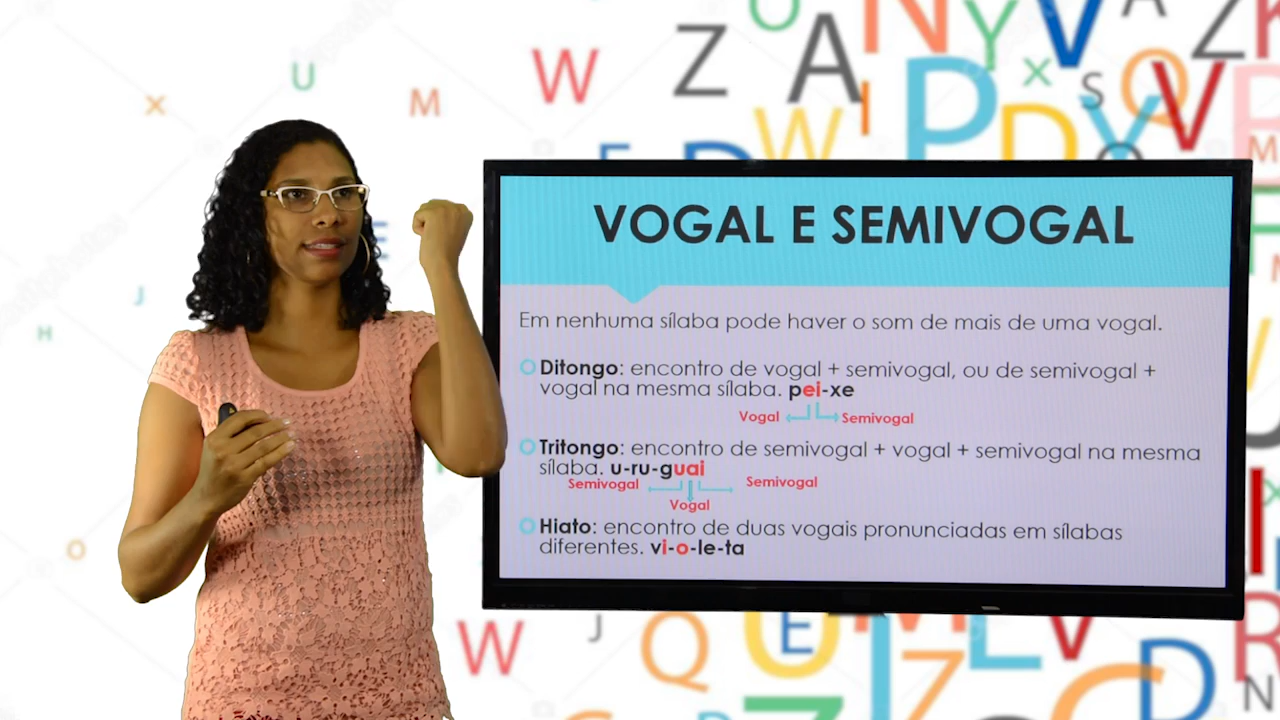 VOGAL E SEMIVOGAL
Em nenhuma sílaba pode haver o som de mais de uma vogal.
Ditongo: encontro de vogal + semivogal, ou de semivogal +
vogal na mesma sílaba. pei-xe
Vogal Semivogal
Tritongo: encontro de semivogal + vogal + semivogal na mesma
sílaba. u-ru-guai
Semivogal Semivogal
Vogal
Hiato: encontro de duas vogais pronunciadas em sílabas
diferentes. vi-o-le-ta